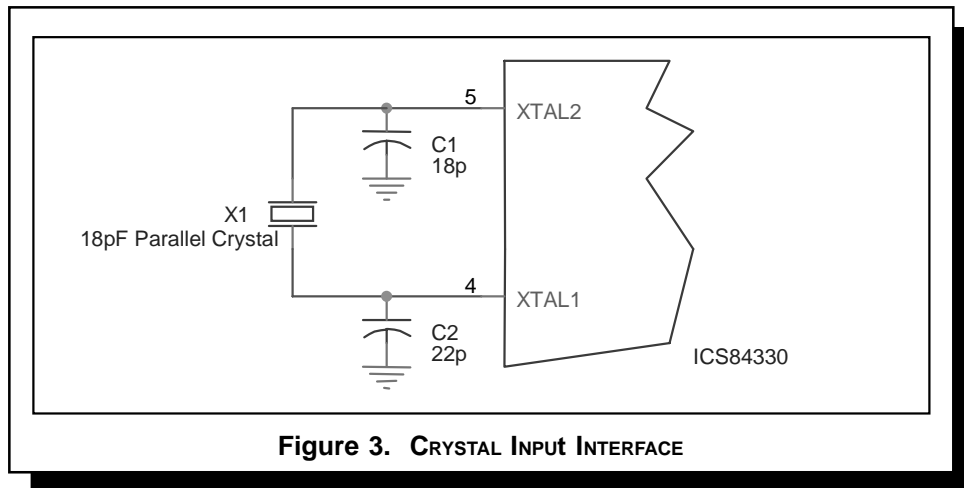 5
XTAL2
C1
18p
X1
18pF Parallel Crystal
4
XTAL1
C2
22p
ICS84330
Figure 3. CRYSTAL INPUt INTERFACE